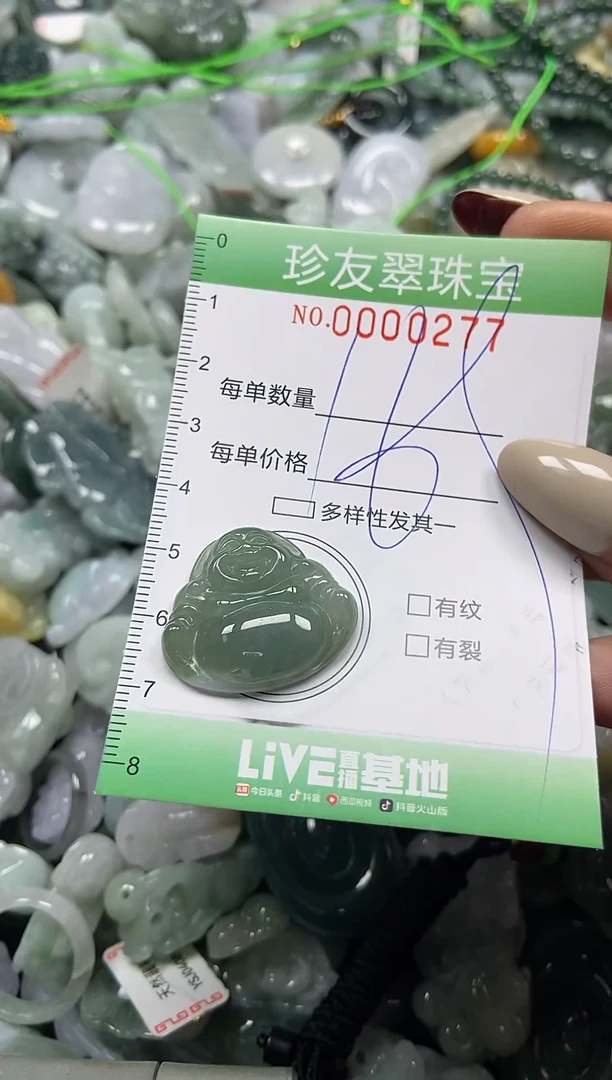 珍友翠珠宝
NO.0000277
每单数量
每单价格
多样性发其一
有纹
有裂
0
1
2
3
4
5
6
7
8
LiVE直播基地
头条 今日头条 抖音 西瓜视频 抖音火山版